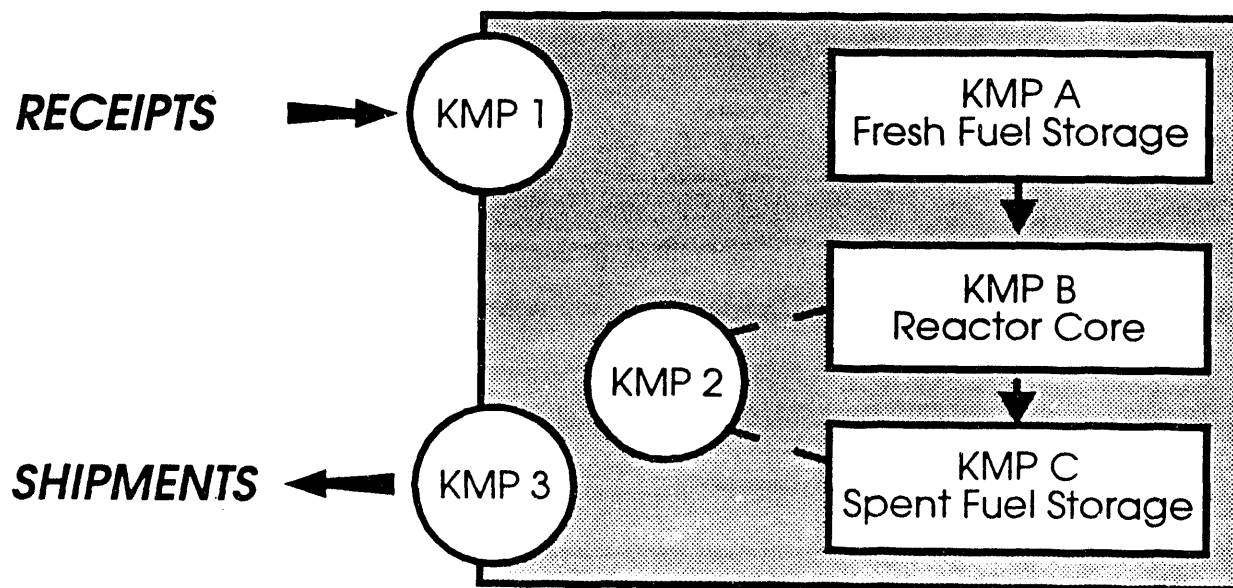 RECEIPTS
KMP 1
KMP A
Fresh Fuel Storage
KMP B
Reactor Core
KMP 2
SHIPMENTS
KMP 3
KMP C
Spent Fuel Storage